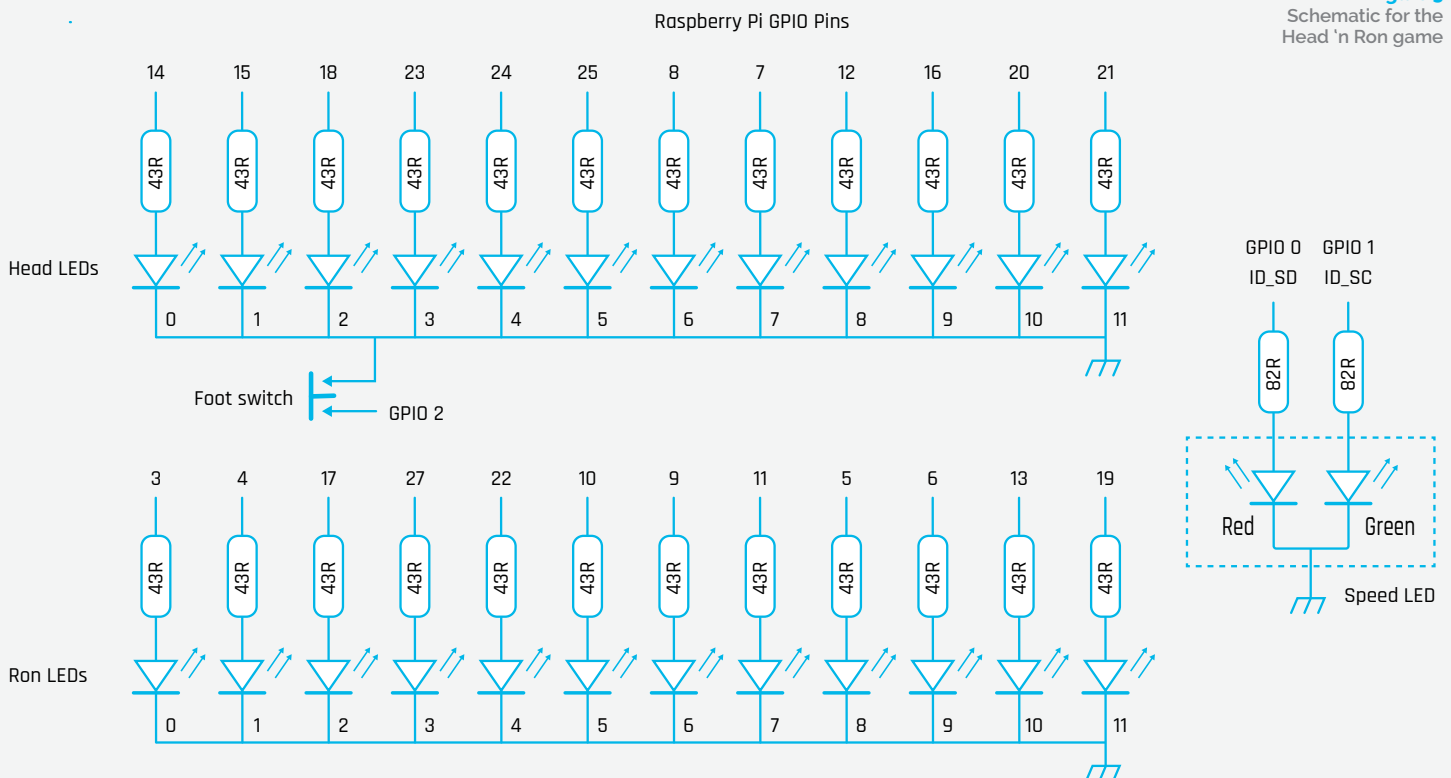 Raspberry Pi GPIO Pins
Schematic for the
Head 'n Ron game
14 15 18 23 24 25 8 7 12 16 20 21
43R 43R 43R 43R 43R 43R 43R 43R 43R 43R 43R 43R
Head LEDs
0 1 2 3 4 5 6 7 8 9 10 11
Foot switch
GPIO 2
3 4 17 27 22 10 9 11 5 6 13 19
43R 43R 43R 43R 43R 43R 43R 43R 43R 43R 43R 43R
Ron LEDs
0 1 2 3 4 5 6 7 8 9 10 11
GPIO 0 GPIO 1
ID_SD ID_SC
82R 82R
Red Green
Speed LED